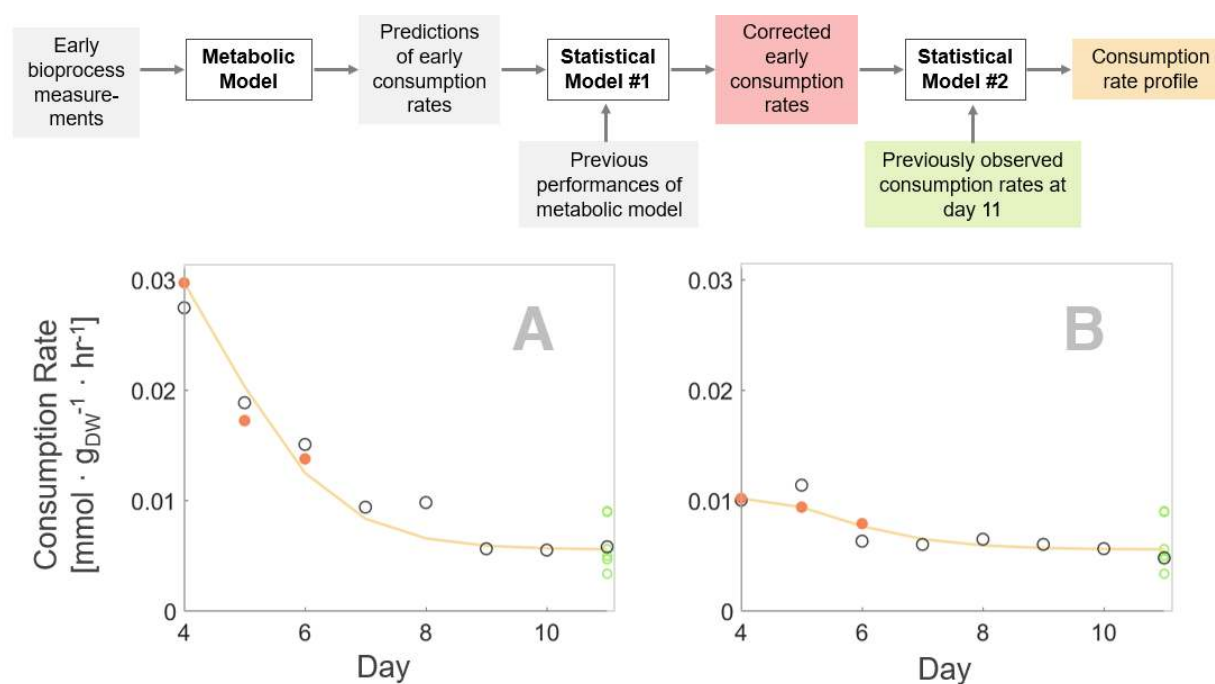 Early
bioprocess
measure-
ments
Metabolic
Model
Predictions
of early
consumption
rates
Statistical
Model #1
Previous
performances of
metabolic model
Corrected
early
consumption
rates
Statistical
Model #2
Previously observed
consumption rates at
day 11
Consumption
rate profile
Consumption Rate
[mmol · gDW⁻¹ · hr⁻¹]
0.03
0.02
0.01
0
A
4
6
8
10
Day
0.03
0.02
0.01
0
B
4
6
8
10
Day